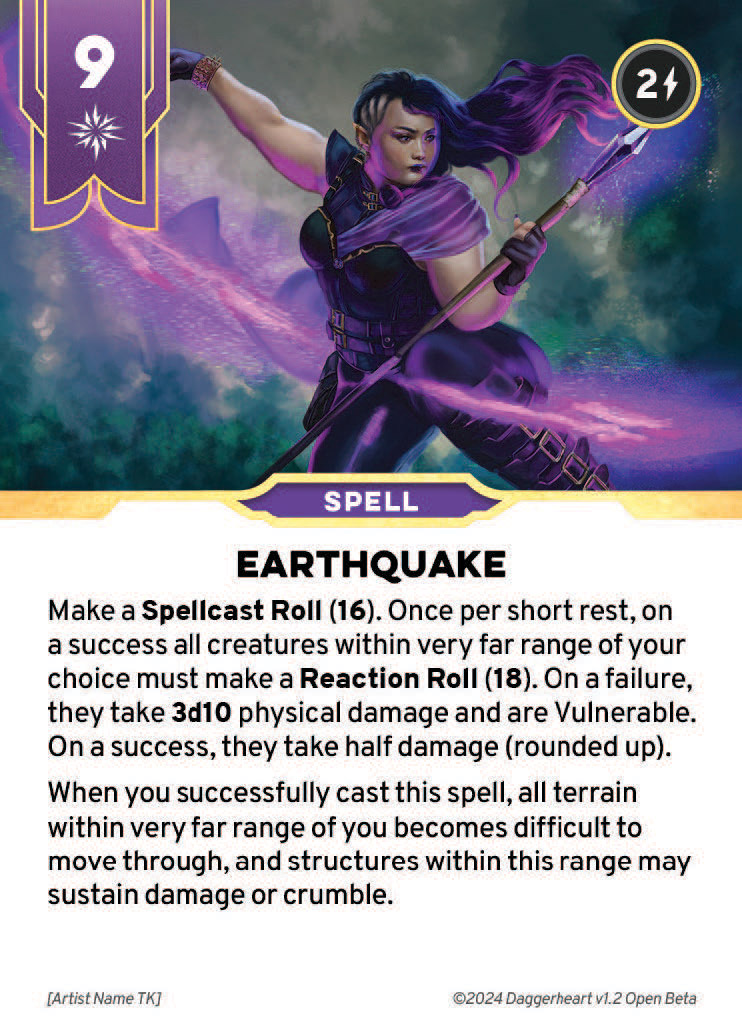 9
2
SPELL
EARTHQUAKE
Make a Spellcast Roll (16). Once per short rest, on
a success all creatures within very far range of your
choice must make a Reaction Roll (18). On a failure,
they take 3d10 physical damage and are Vulnerable.
On a success, they take half damage (rounded up).
When you successfully cast this spell, all terrain
within very far range of you becomes difficult to
move through, and structures within this range may
sustain damage or crumble.
[Artist Name TK]
©2024 Daggerheart v1.2 Open Beta